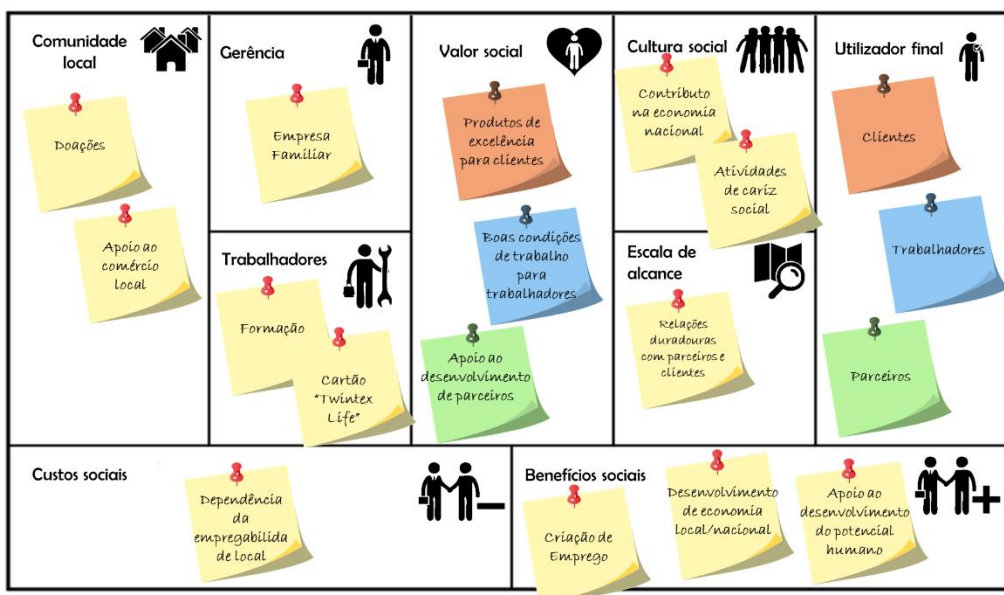 Comunidade
local
Doações
Apoio ao
comércio
local
Gerência
Empresa
Familiar
Trabalhadores
Formação
Cartão
"Twintex
Life"
Valor social
Produtos de
excelência
para clientes
Boas condições
de trabalho
para
trabalhadores
Apoio ao
desenvolvimento
de parceiros
Cultura social
Contributo
na economia
nacional
Atividades
de cariz
social
Escala de
alcance
Relações
duradouras
com parceiros e
clientes
Utilizador final
Clientes
Trabalhadores
Parceiros
Custos sociais
Dependência
da
empregabilida
de local
Benefícios sociais
Criação de
Emprego
Desenvolvimento
de economia
local/nacional
Apoio ao
desenvolvimento
do potencial
humano